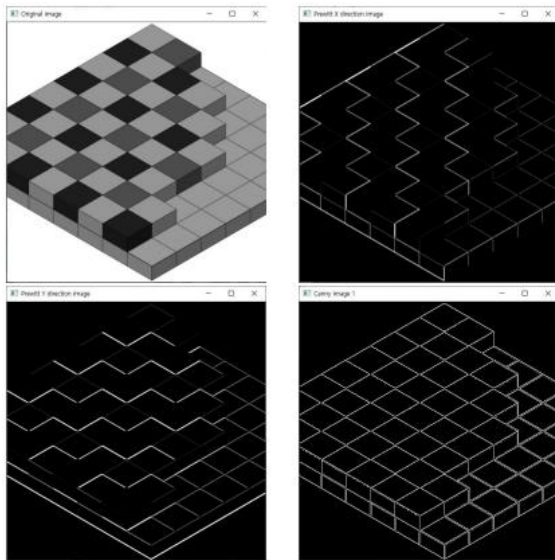 Original image
Prewitt X direction image
Prewitt Y direction image
Canny image 1